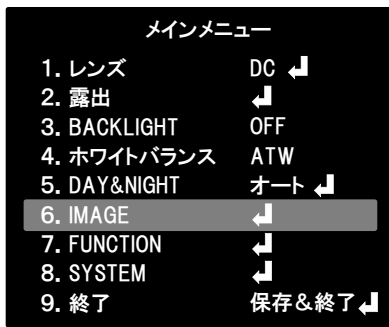 メインメニュー
1. レンズ DC ↲
2. 露出 ↲
3. BACKLIGHT OFF
4. ホワイトバランス ATW
5. DAY&NIGHT オート ↲
6. IMAGE ↲
7. FUNCTION ↲
8. SYSTEM ↲
9. 終了 保存&終了↲